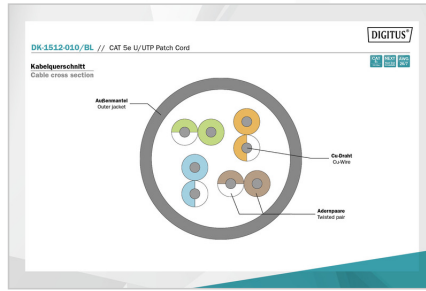 DIGITUS®
DK-1512-010/BL // CAT 5e U/UTP Patch Cord
Kabelquerschnitt
Cable cross section
Außenmantel
Outer jacket
Cu-Draht
Cu-Wire
Adernpaare
Twisted pair